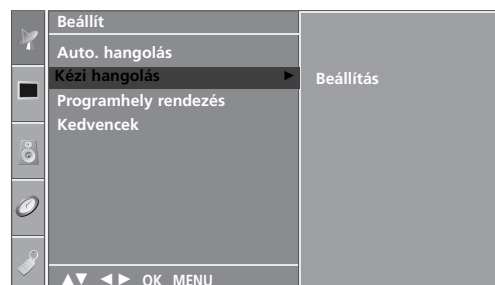 Beállít
Auto. hangolás
Kézi hangolás ►
Beállítás
Programhely rendezés
Kedvencek
▲▼ ◄► OK MENU